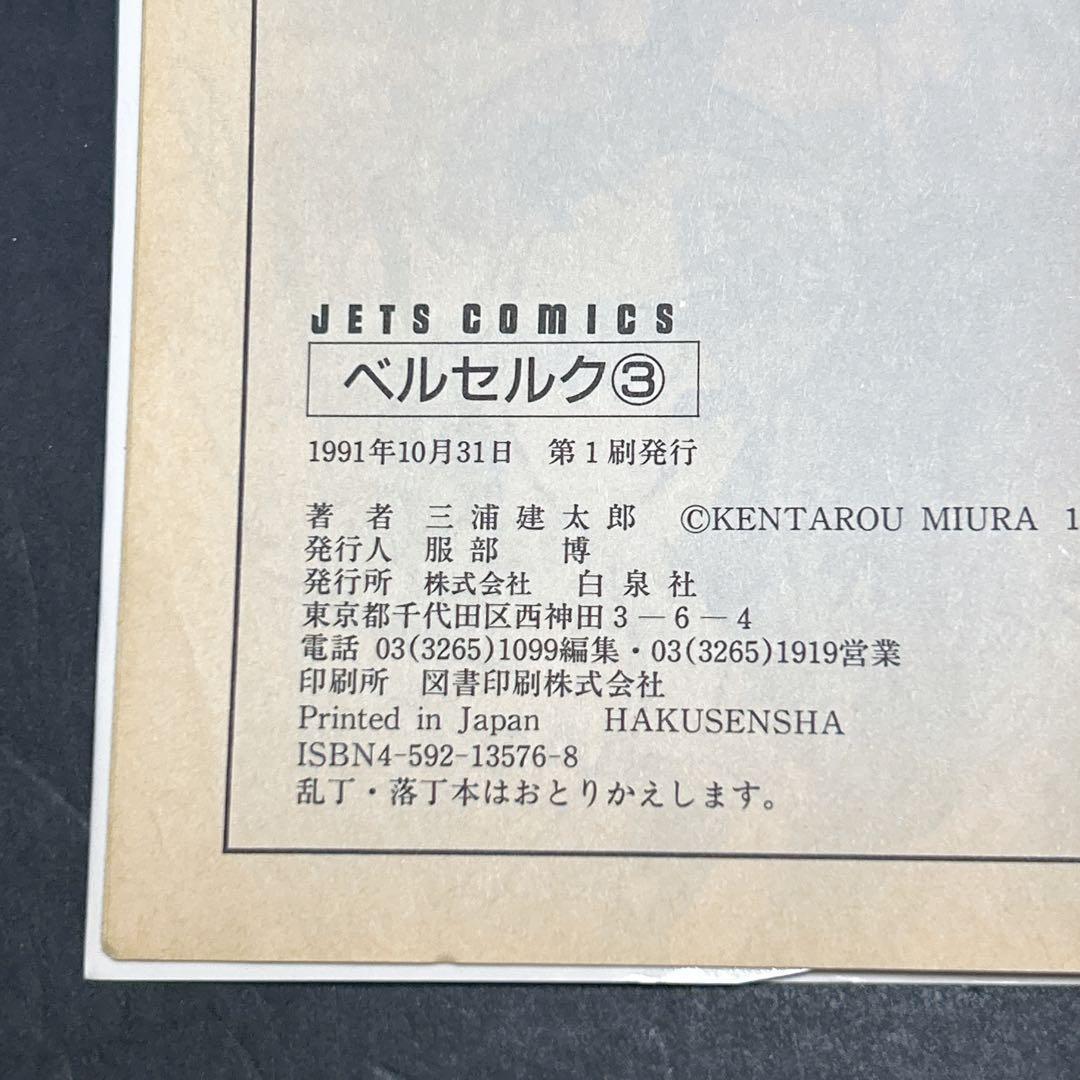 JETS COMICS
ベルセルク③
1991年10月31日 第1刷発行
著者 三浦建太郎 ©KENTAROU MIURA 1
発行人 服部 博
発行所 株式会社 白泉社
東京都千代田区西神田3－6－4
電話 03(3265)1099編集・03(3265)1919営業
印刷所 図書印刷株式会社
Printed in Japan HAKUSENSHA
ISBN4-592-13576-8
乱丁・落丁本はおとりかえします。